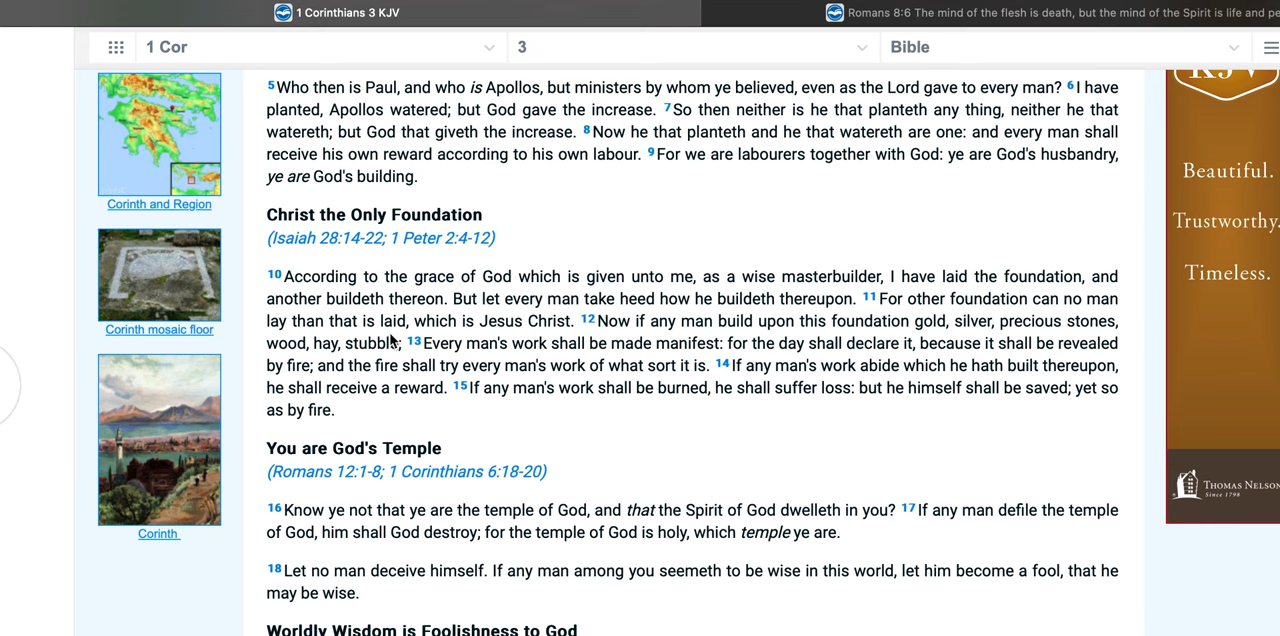 1 Corinthians 3 KJV
Romans 8:6 The mind of the flesh is death, but the mind of the Spirit is life and pe
1 Cor
3
Bible
KJV
5 Who then is Paul, and who is Apollos, but ministers by whom ye believed, even as the Lord gave to every man? 6 I have
planted, Apollos watered; but God gave the increase. 7 So then neither is he that planteth any thing, neither he that
watereth; but God that giveth the increase. 8 Now he that planteth and he that watereth are one: and every man shall
receive his own reward according to his own labour. 9 For we are labourers together with God: ye are God's husbandry,
ye are God's building.
Corinth and Region
Christ the Only Foundation
(Isaiah 28:14-22; 1 Peter 2:4-12)
10 According to the grace of God which is given unto me, as a wise masterbuilder, I have laid the foundation, and
another buildeth thereon. But let every man take heed how he buildeth thereupon. 11 For other foundation can no man
lay than that is laid, which is Jesus Christ. 12 Now if any man build upon this foundation gold, silver, precious stones,
wood, hay, stubble; 13 Every man's work shall be made manifest: for the day shall declare it, because it shall be revealed
by fire; and the fire shall try every man's work of what sort it is. 14 If any man's work abide which he hath built thereupon,
he shall receive a reward. 15 If any man's work shall be burned, he shall suffer loss: but he himself shall be saved; yet so
as by fire.
Corinth mosaic floor
You are God's Temple
(Romans 12:1-8; 1 Corinthians 6:18-20)
16 Know ye not that ye are the temple of God, and that the Spirit of God dwelleth in you? 17 If any man defile the temple
of God, him shall God destroy; for the temple of God is holy, which temple ye are.
Corinth
18 Let no man deceive himself. If any man among you seemeth to be wise in this world, let him become a fool, that he
may be wise.
Worldly Wisdom is Foolishness to God
Beautiful.
Trustworthy.
Timeless.
THOMAS NELSON
Since 1798